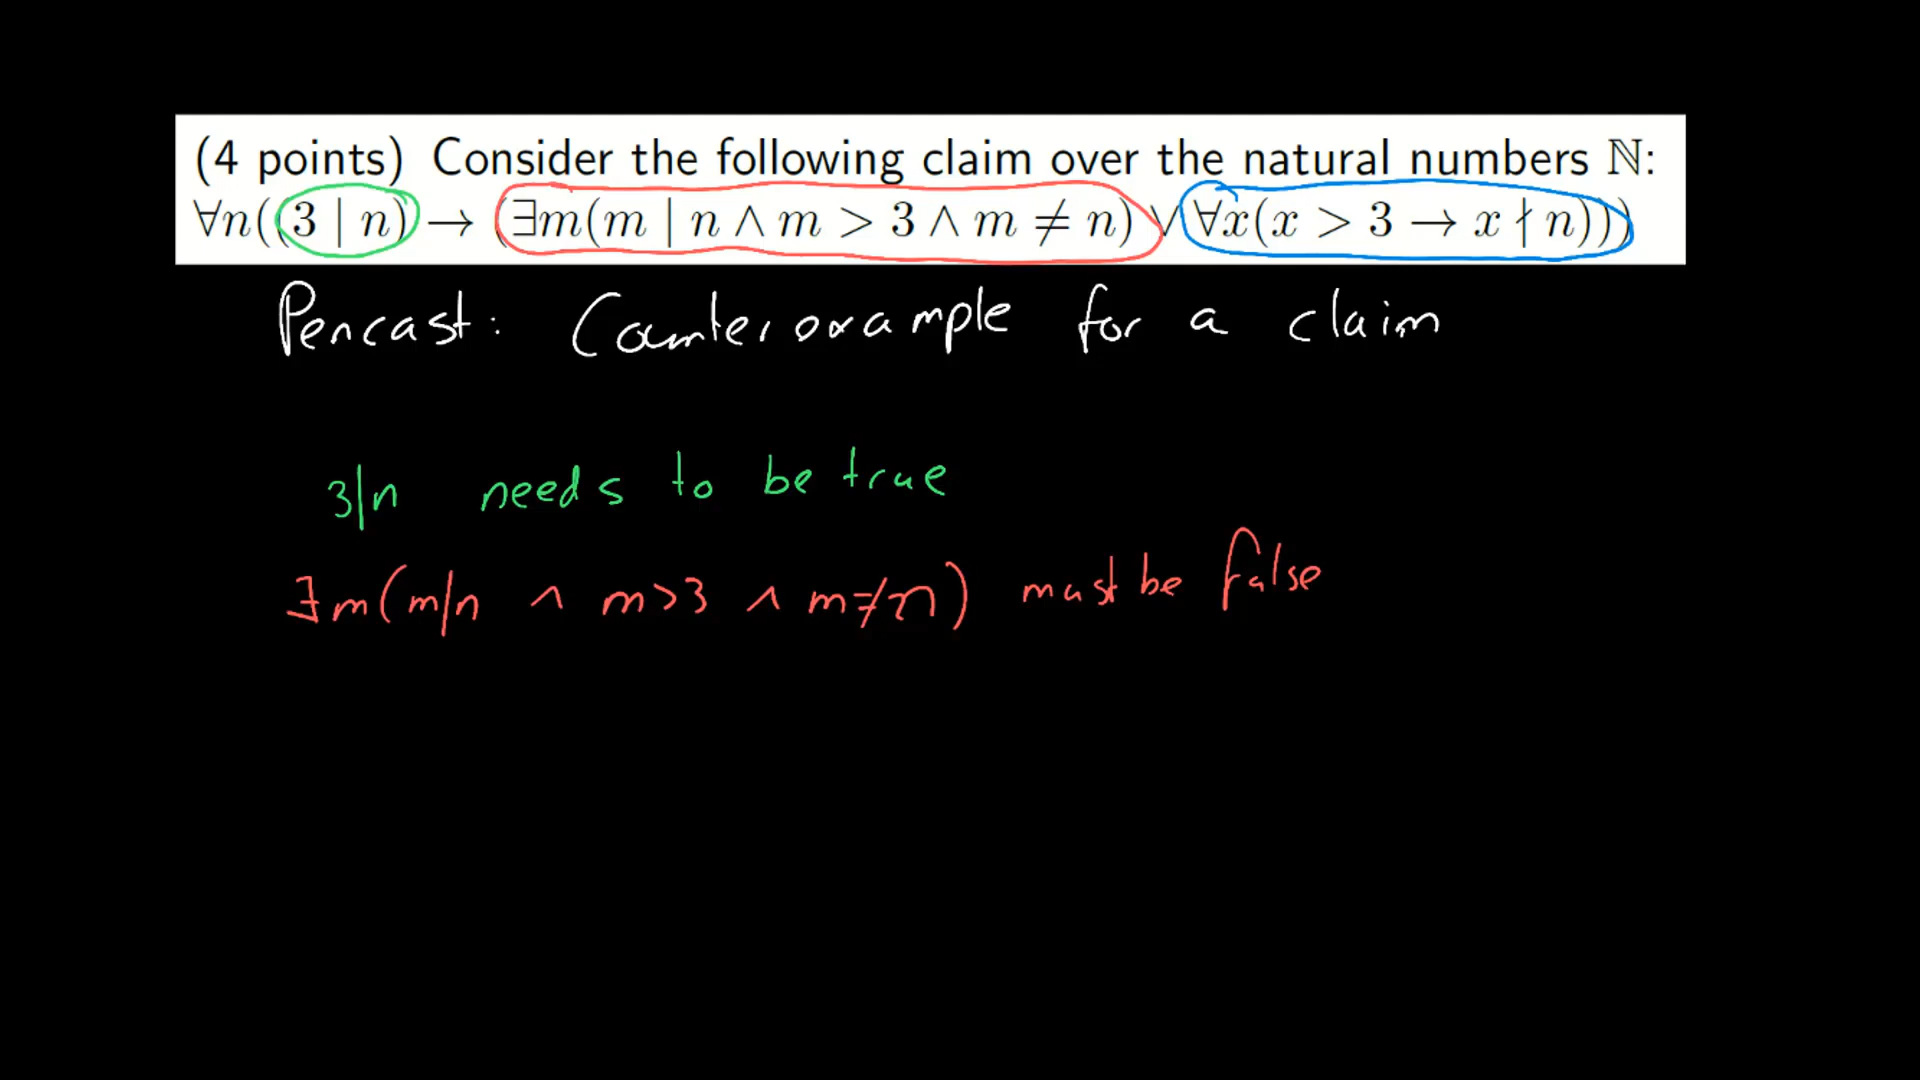 (4 points) Consider the following claim over the natural numbers ℕ:
∀n((3 | n) → (∃m(m | n ∧ m > 3 ∧ m ≠ n) ∨ ∀x(x > 3 → x ∤ n)))
Pencast: Counterexample for a claim
3|n needs to be true
∃m(m|n ∧ m>3 ∧ m≠n) must be false